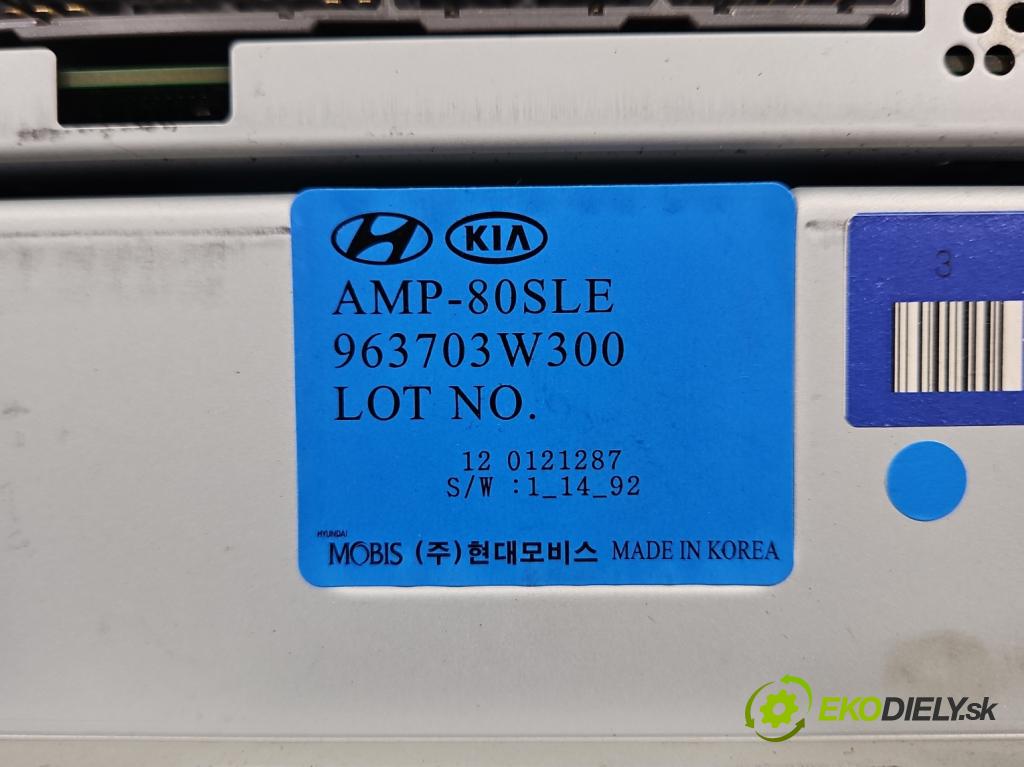 KIA
AMP-80SLE
963703W300
LOT NO.
12 0121287
S/W :1_14_92
HYUNDAI
MOBIS (주)현대모비스 MADE IN KOREA
3
EKODIELY.sk